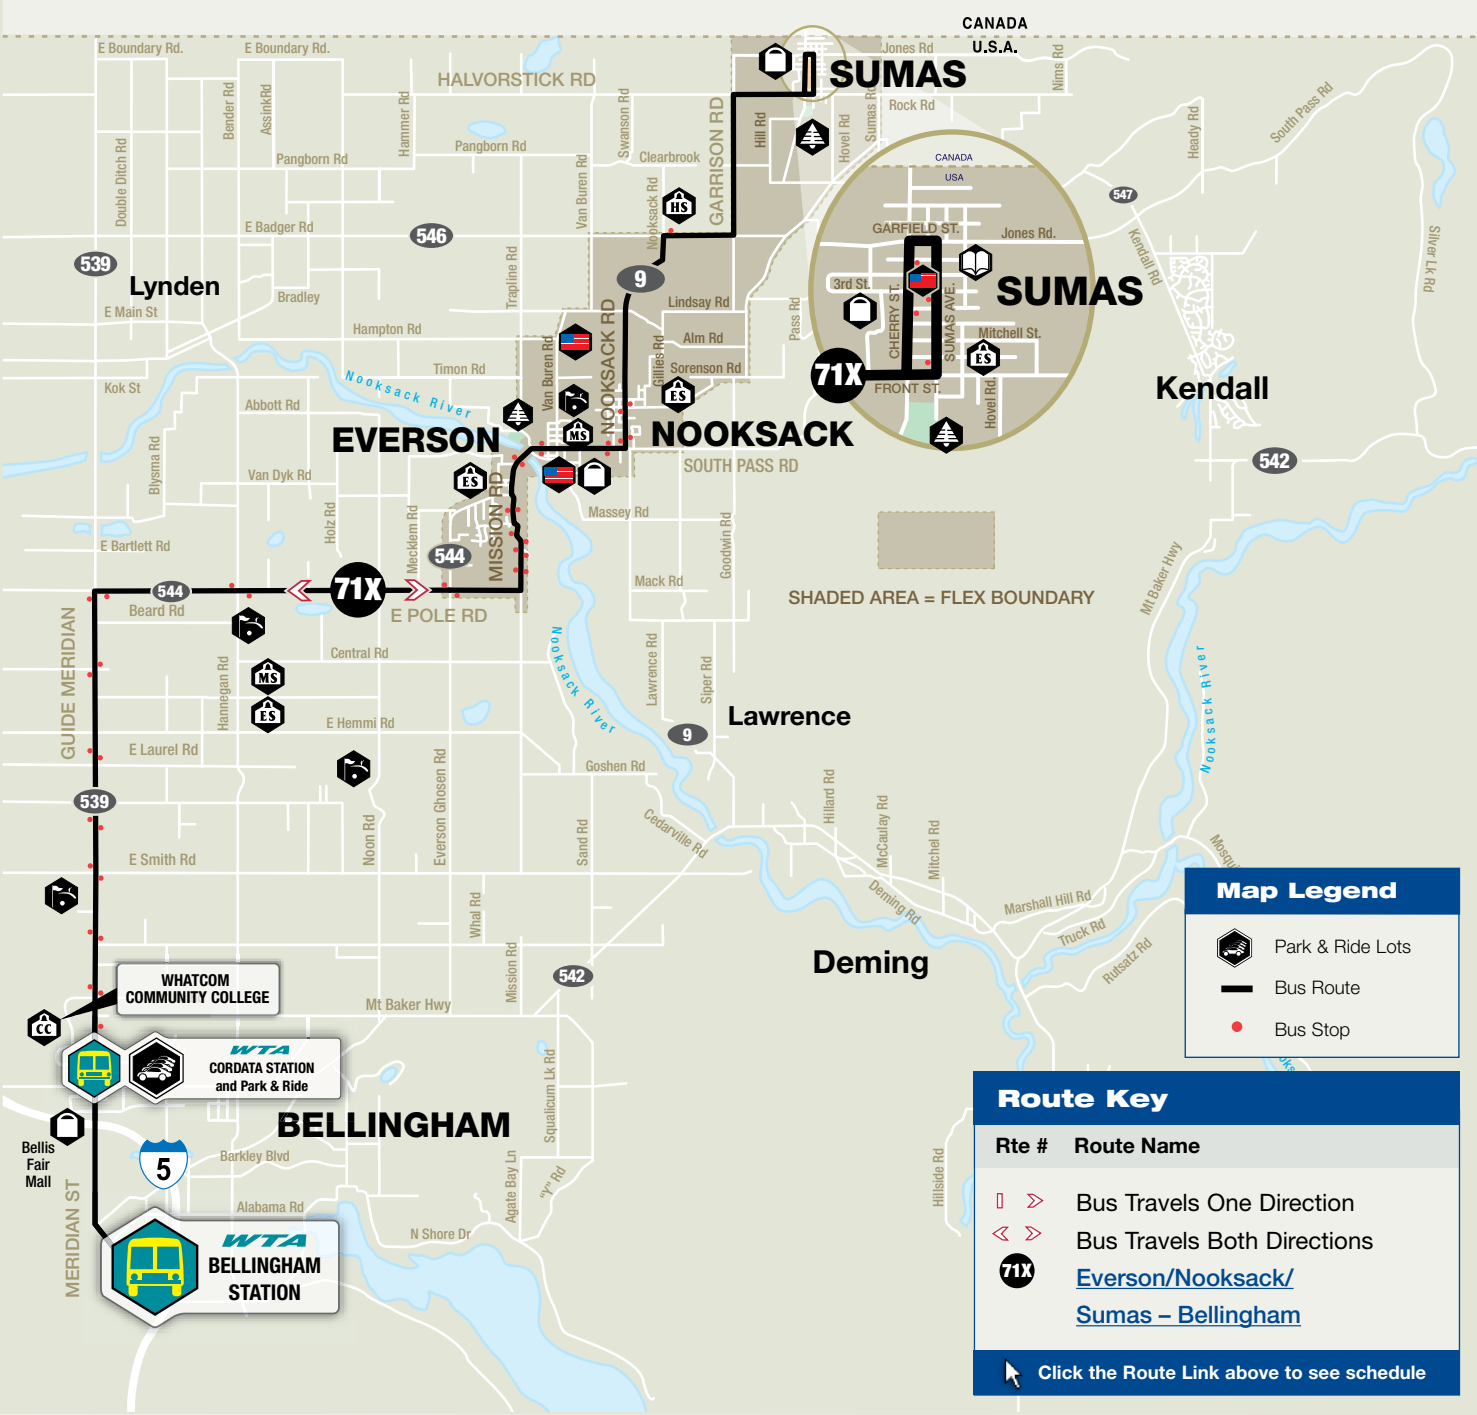 CANADA
U.S.A.
E Boundary Rd.
E Boundary Rd.
HALVORSTICK RD
Jones Rd
Nims Rd
SUMAS
Rock Rd
Sumas Rd
Hovel Rd
Hill Rd
GARRISON RD
Swanson Rd
Hammer Rd
Assink Rd
Bender Rd
Double Ditch Rd
Pangborn Rd
Pangborn Rd
Clearbrook
Van Buren Rd
Nooksack Rd
HS
South Pass Rd
Heady Rd
547
Kendall Rd
Silver Lk Rd
CANADA
USA
GARFIELD ST.
Jones Rd.
3rd St.
SUMAS
CHERRY ST.
SUMAS AVE.
Mitchell St.
ES
71X
FRONT ST.
Hovel Rd.
E Badger Rd
546
539
Lynden
Trapline Rd
9
Bradley
E Main St
Lindsay Rd
Pass Rd
Hampton Rd
Alm Rd
Van Buren Rd
NOOKSACK RD
Gillies Rd
Sorenson Rd
ES
Timon Rd
Kok St
Nooksack River
Abbott Rd
MS
EVERSON
NOOKSACK
SOUTH PASS RD
Kendall
542
Blysma Rd
Van Dyk Rd
ES
MISSION RD
Massey Rd
Holz Rd
Mecklem Rd
Goodwin Rd
E Bartlett Rd
544
Mack Rd
SHADED AREA = FLEX BOUNDARY
Mt Baker Hwy
544
71X
Beard Rd
E POLE RD
GUIDE MERIDIAN
Central Rd
Hannegan Rd
MS
ES
E Hemmi Rd
Nooksack River
Lawrence Rd
Siper Rd
Lawrence
9
Nooksack River
E Laurel Rd
Goshen Rd
539
Everson Ghosen Rd
Noon Rd
Sand Rd
Cedarville Rd
Hillard Rd
McCaulay Rd
Mitchel Rd
E Smith Rd
Whal Rd
Deming Rd
Marshall Hill Rd
Truck Rd
Rutsatz Rd
Deming
Mission Rd
542
WHATCOM
COMMUNITY COLLEGE
CC
Mt Baker Hwy
WTA
CORDATA STATION
and Park & Ride
Squalicum Lk Rd
BELLINGHAM
Bellis
Fair
Mall
5
Barkley Blvd
Agate Bay Ln
"Y" Rd
Hillside Rd
Alabama Rd
N Shore Dr
MERIDIAN ST
WTA
BELLINGHAM
STATION
Map Legend
Park & Ride Lots
Bus Route
Bus Stop
Route Key
Rte #    Route Name
Bus Travels One Direction
Bus Travels Both Directions
71X
Everson/Nooksack/
Sumas – Bellingham
Click the Route Link above to see schedule